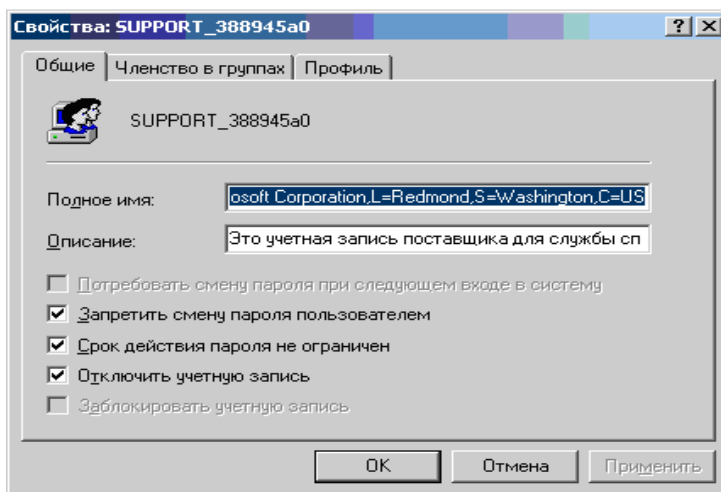 Свойства: SUPPORT_388945a0
Общие Членство в группах Профиль
SUPPORT_388945a0
Полное имя: osoft Corporation,L=Redmond,S=Washington,C=US
Описание: Это учетная запись поставщика для службы сп
Потребовать смену пароля при следующем входе в систему
Запретить смену пароля пользователем
Срок действия пароля не ограничен
Отключить учетную запись
Заблокировать учетную запись
OK Отмена Применить